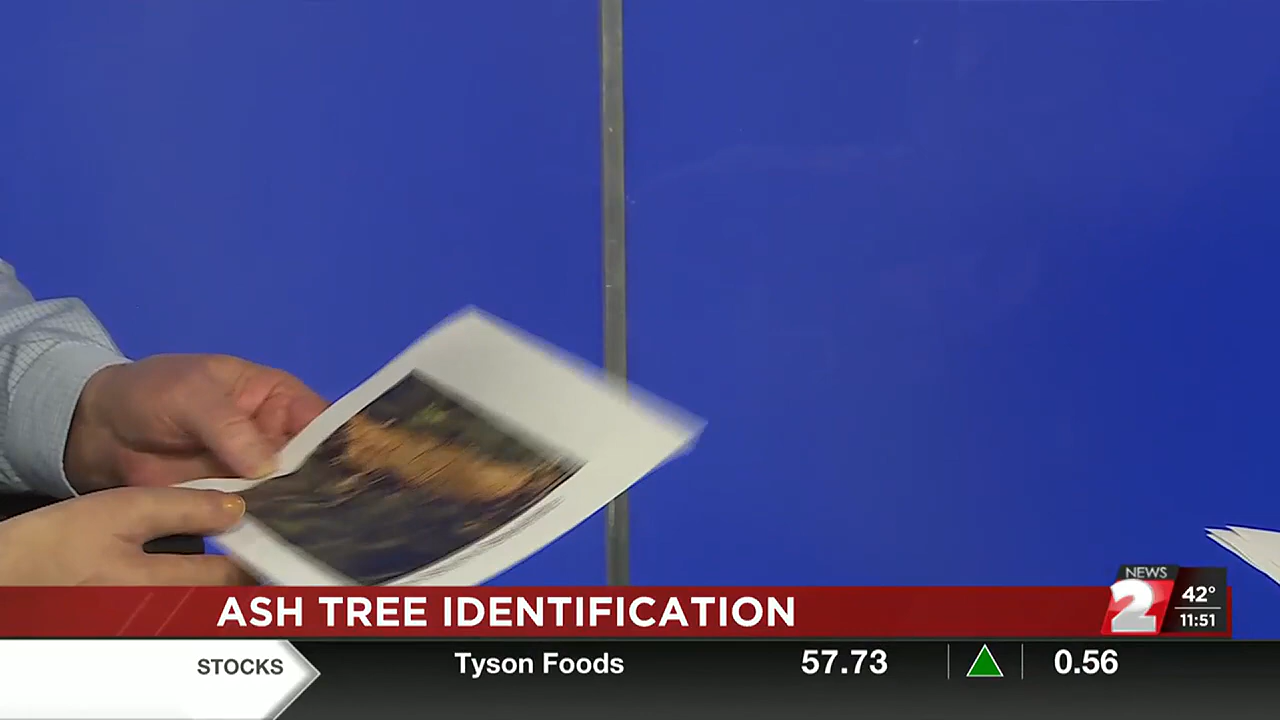 NEWS
2
42°
11:51
ASH TREE IDENTIFICATION
STOCKS
Tyson Foods
57.73
0.56